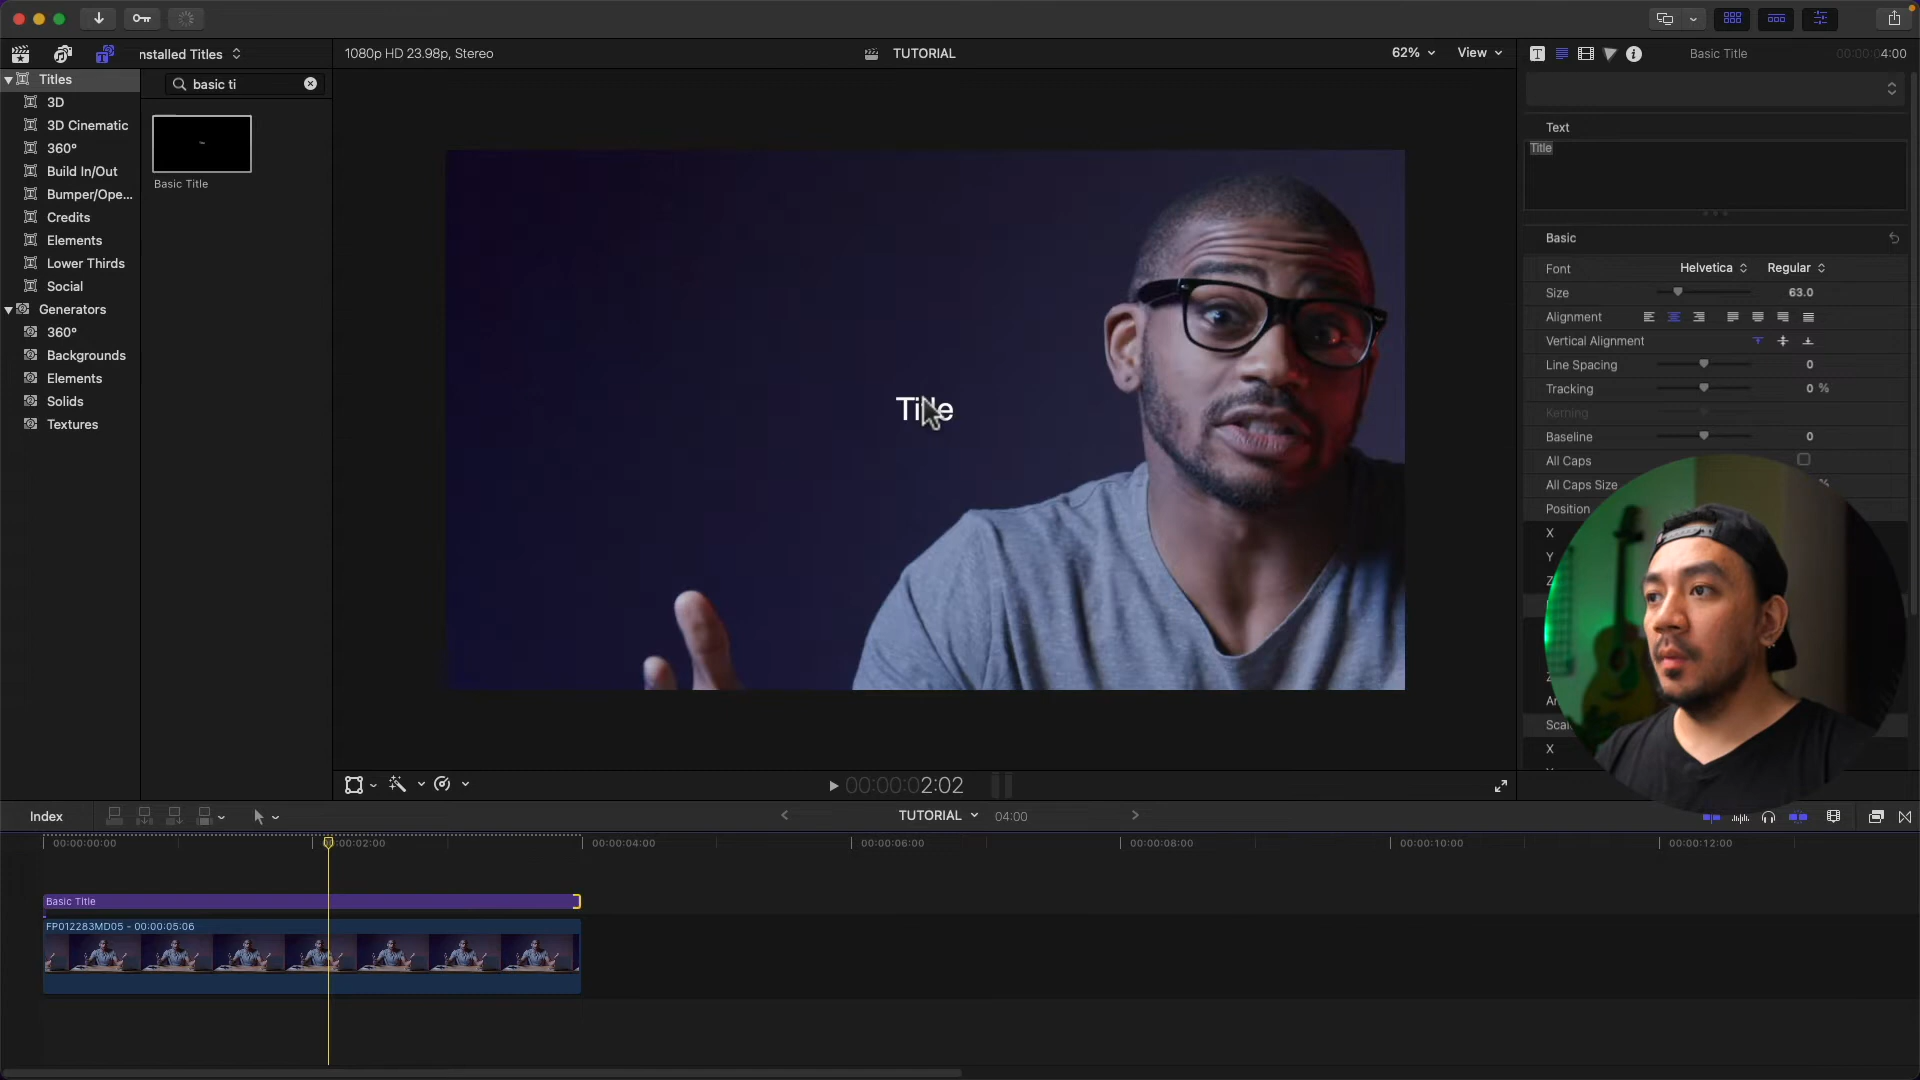 nstalled Titles
1080p HD 23.98p, Stereo
TUTORIAL
62%
View
Basic Title
00:00:04:00
Titles
3D
3D Cinematic
360°
Build In/Out
Bumper/Ope...
Credits
Elements
Lower Thirds
Social
Generators
360°
Backgrounds
Elements
Solids
Textures
basic ti
Basic Title
Title
Text
Title
Basic
Font
Helvetica
Regular
Size
63.0
Alignment
Vertical Alignment
Line Spacing
0
Tracking
0 %
Kerning
Baseline
0
All Caps
All Caps Size
%
Position
X
Y
Z
X
00:00:02:02
Index
TUTORIAL
04:00
00:00:00:00
00:00:02:00
00:00:04:00
00:00:06:00
00:00:08:00
00:00:10:00
00:00:12:00
Basic Title
FP012283MD05 - 00:00:05:06